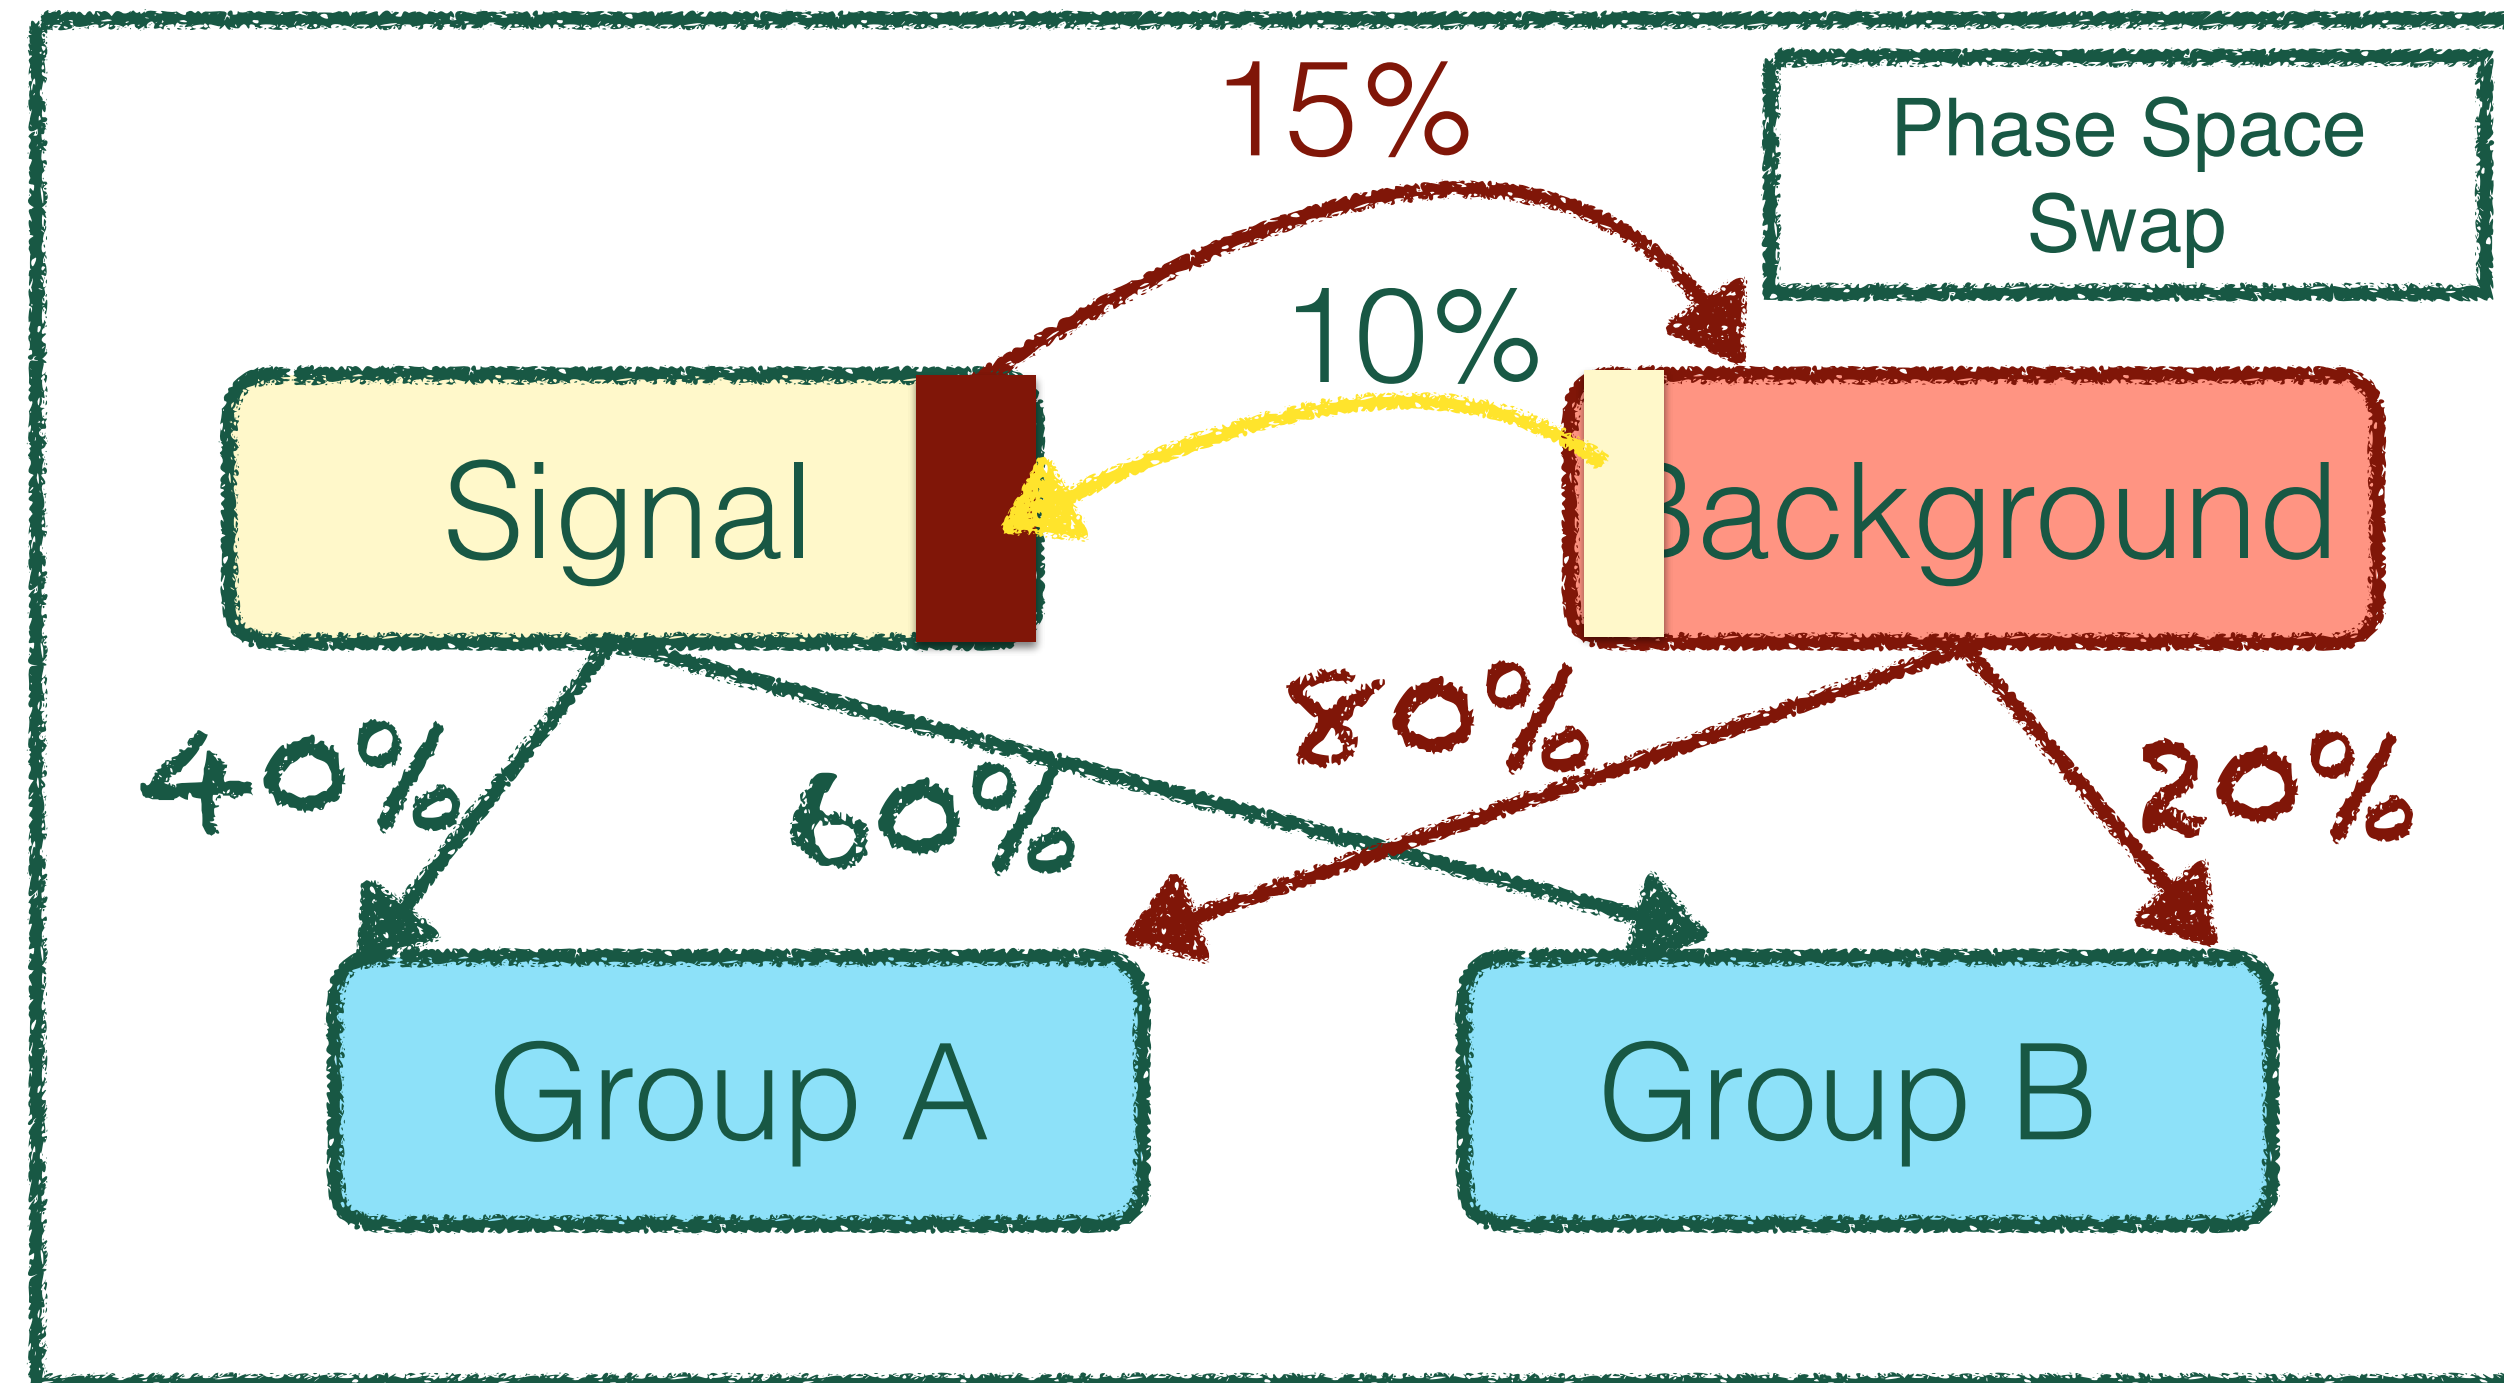 15%
Phase Space
Swap
10%
Signal
Background
40%
60%
80%
20%
Group A
Group B